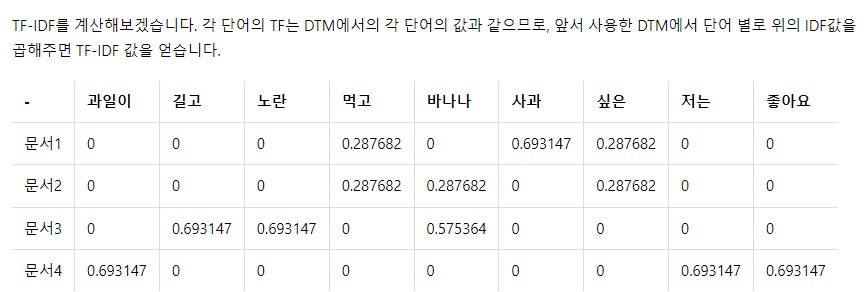 TF-IDF를 계산해보겠습니다. 각 단어의 TF는 DTM에서의 각 단어의 값과 같으므로, 앞서 사용한 DTM에서 단어 별로 위의 IDF값을
곱해주면 TF-IDF 값을 얻습니다.
- 과일이 길고 노란 먹고 바나나 사과 싶은 저는 좋아요
문서1 0 0 0 0.287682 0 0.693147 0.287682 0 0
문서2 0 0 0 0.287682 0.287682 0 0.287682 0 0
문서3 0 0.693147 0.693147 0 0.575364 0 0 0 0
문서4 0.693147 0 0 0 0 0 0 0.693147 0.693147